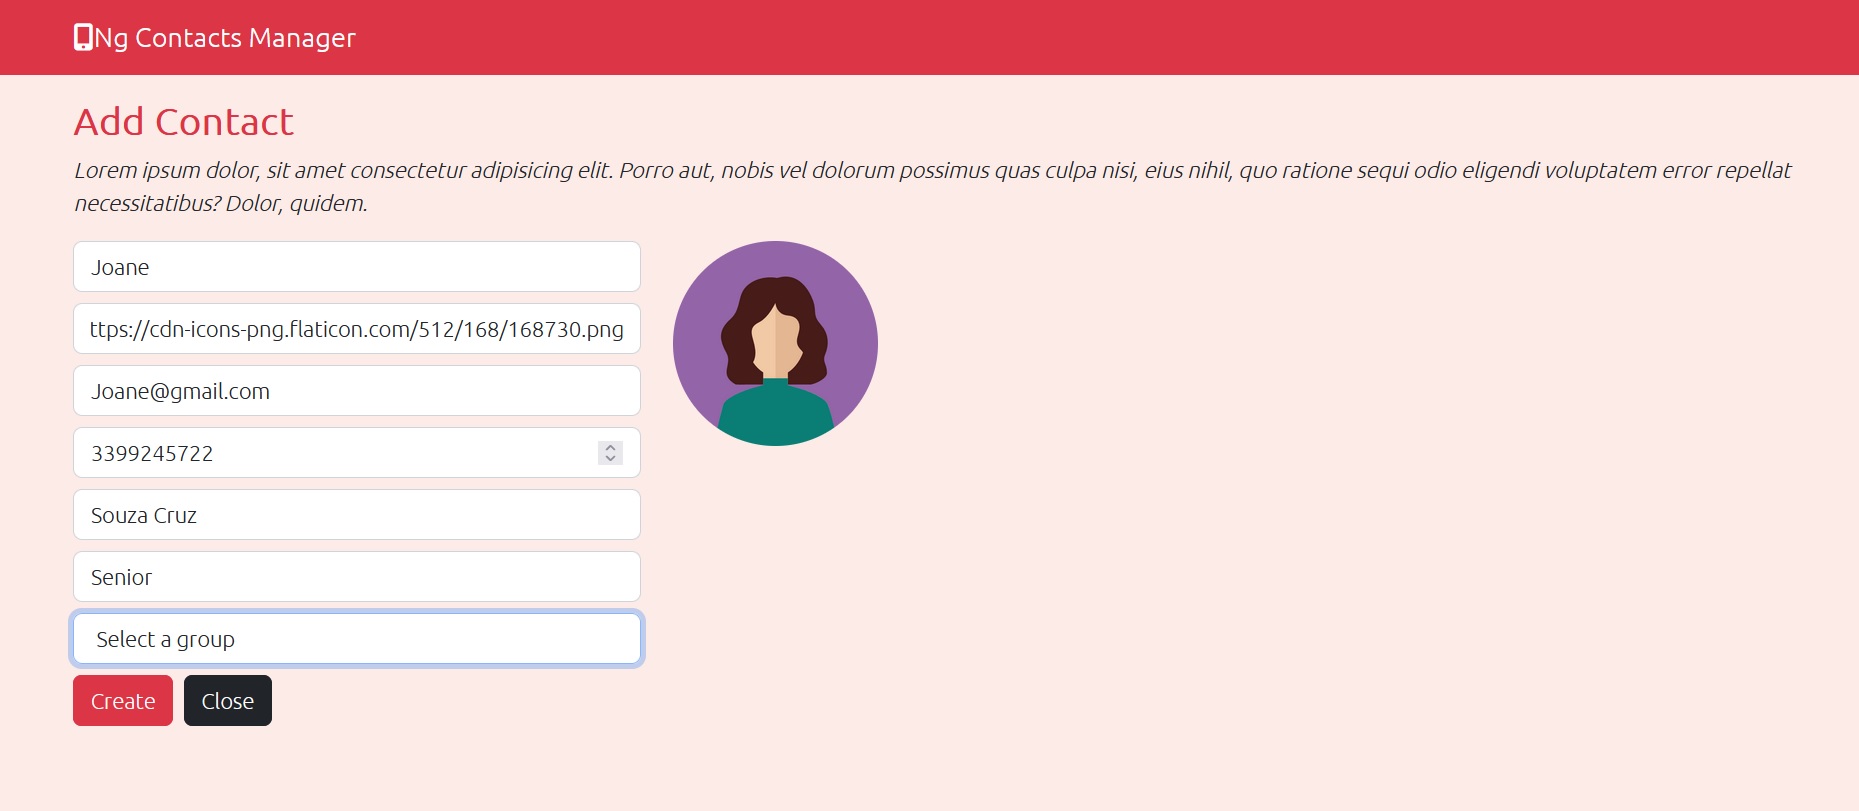 Ng Contacts Manager
Add Contact
Lorem ipsum dolor, sit amet consectetur adipisicing elit. Porro aut, nobis vel dolorum possimus quas culpa nisi, eius nihil, quo ratione sequi odio eligendi voluptatem error repellat
necessitatibus? Dolor, quidem.
Joane
ttps://cdn-icons-png.flaticon.com/512/168/168730.png
Joane@gmail.com
3399245722
Souza Cruz
Senior
Select a group
Create Close